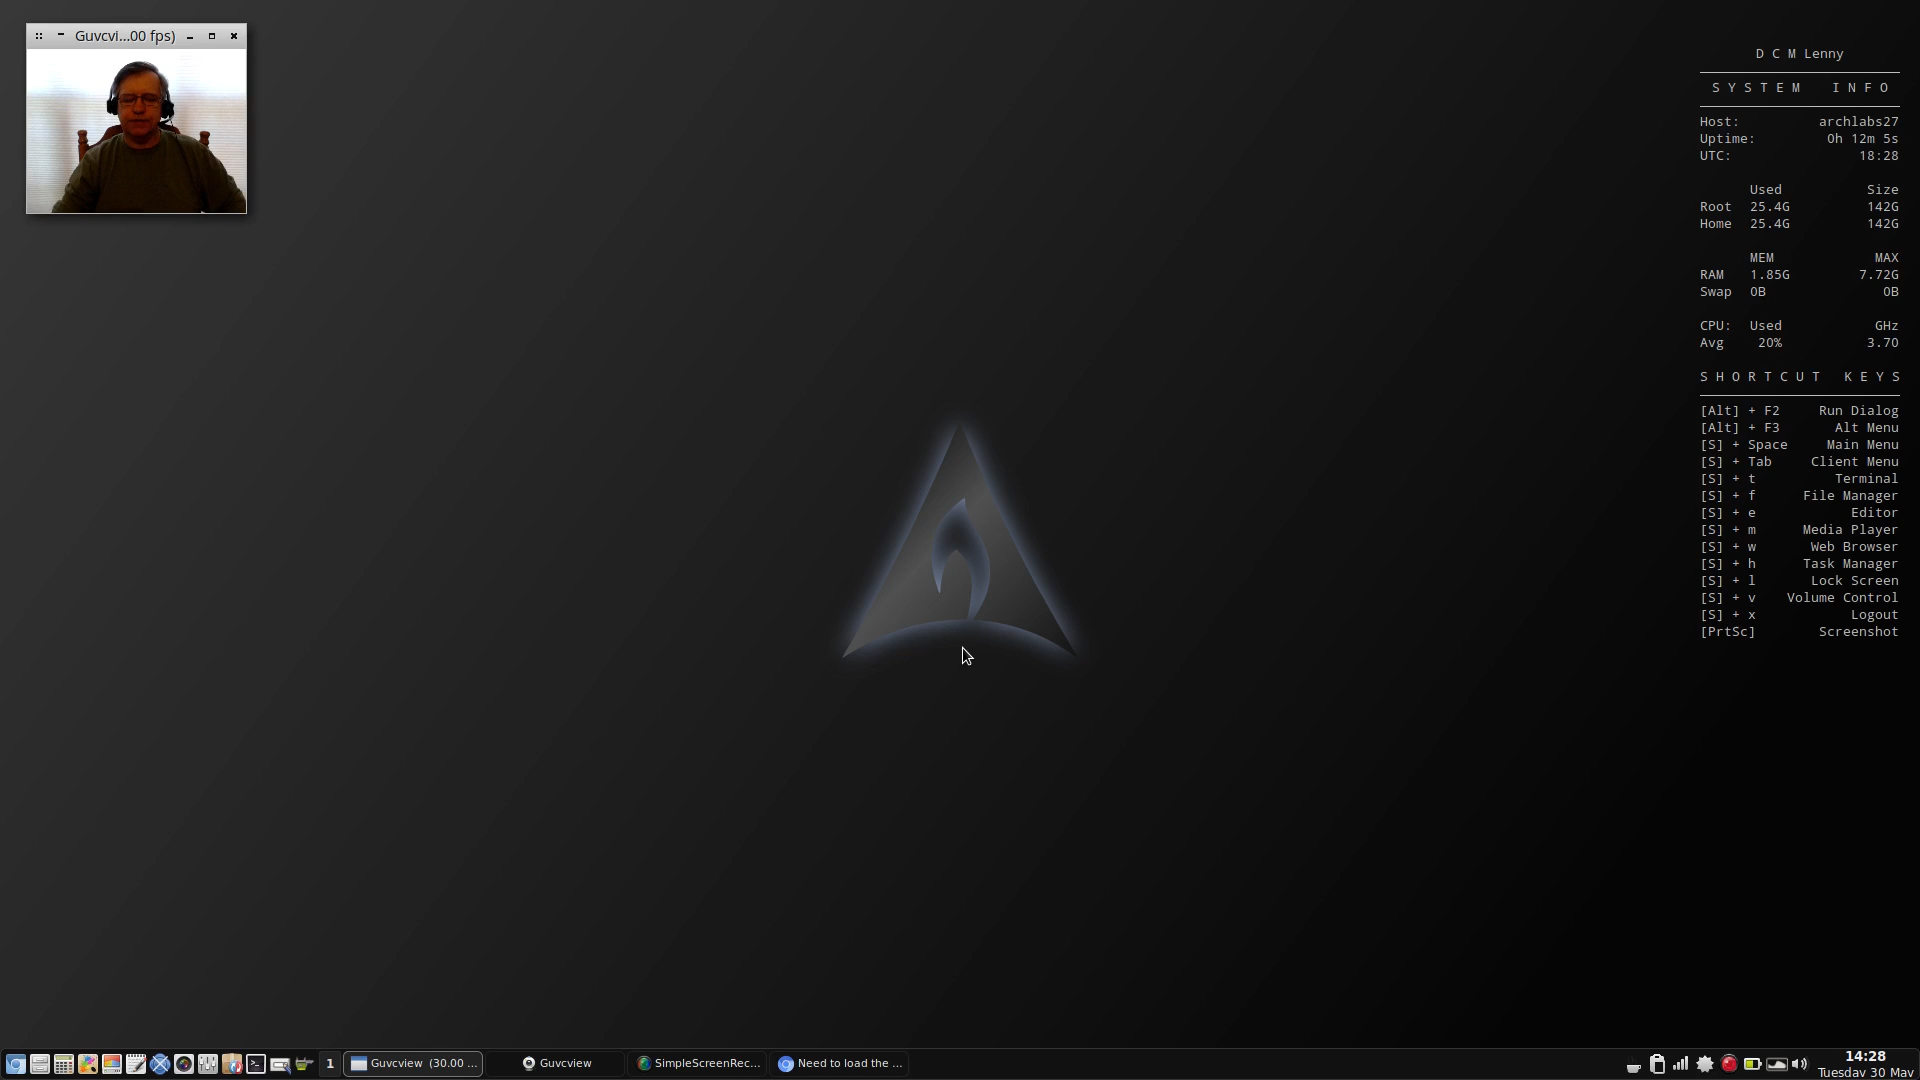 Guvcvi...00 fps)
D C M Lenny
S Y S T E M   I N F O
Host: archlabs27
Uptime: 0h 12m 5s
UTC: 18:28
Used Size
Root 25.4G 142G
Home 25.4G 142G
MEM MAX
RAM 1.85G 7.72G
Swap 0B 0B
CPU: Used GHz
Avg 20% 3.70
S H O R T C U T   K E Y S
[Alt] + F2 Run Dialog
[Alt] + F3 Alt Menu
[S] + Space Main Menu
[S] + Tab Client Menu
[S] + t Terminal
[S] + f File Manager
[S] + e Editor
[S] + m Media Player
[S] + w Web Browser
[S] + h Task Manager
[S] + l Lock Screen
[S] + v Volume Control
[S] + x Logout
[PrtSc] Screenshot
1 Guvcview (30.00 ... Guvcview SimpleScreenRec... Need to load the ...
14:28
Tuesday 30 May